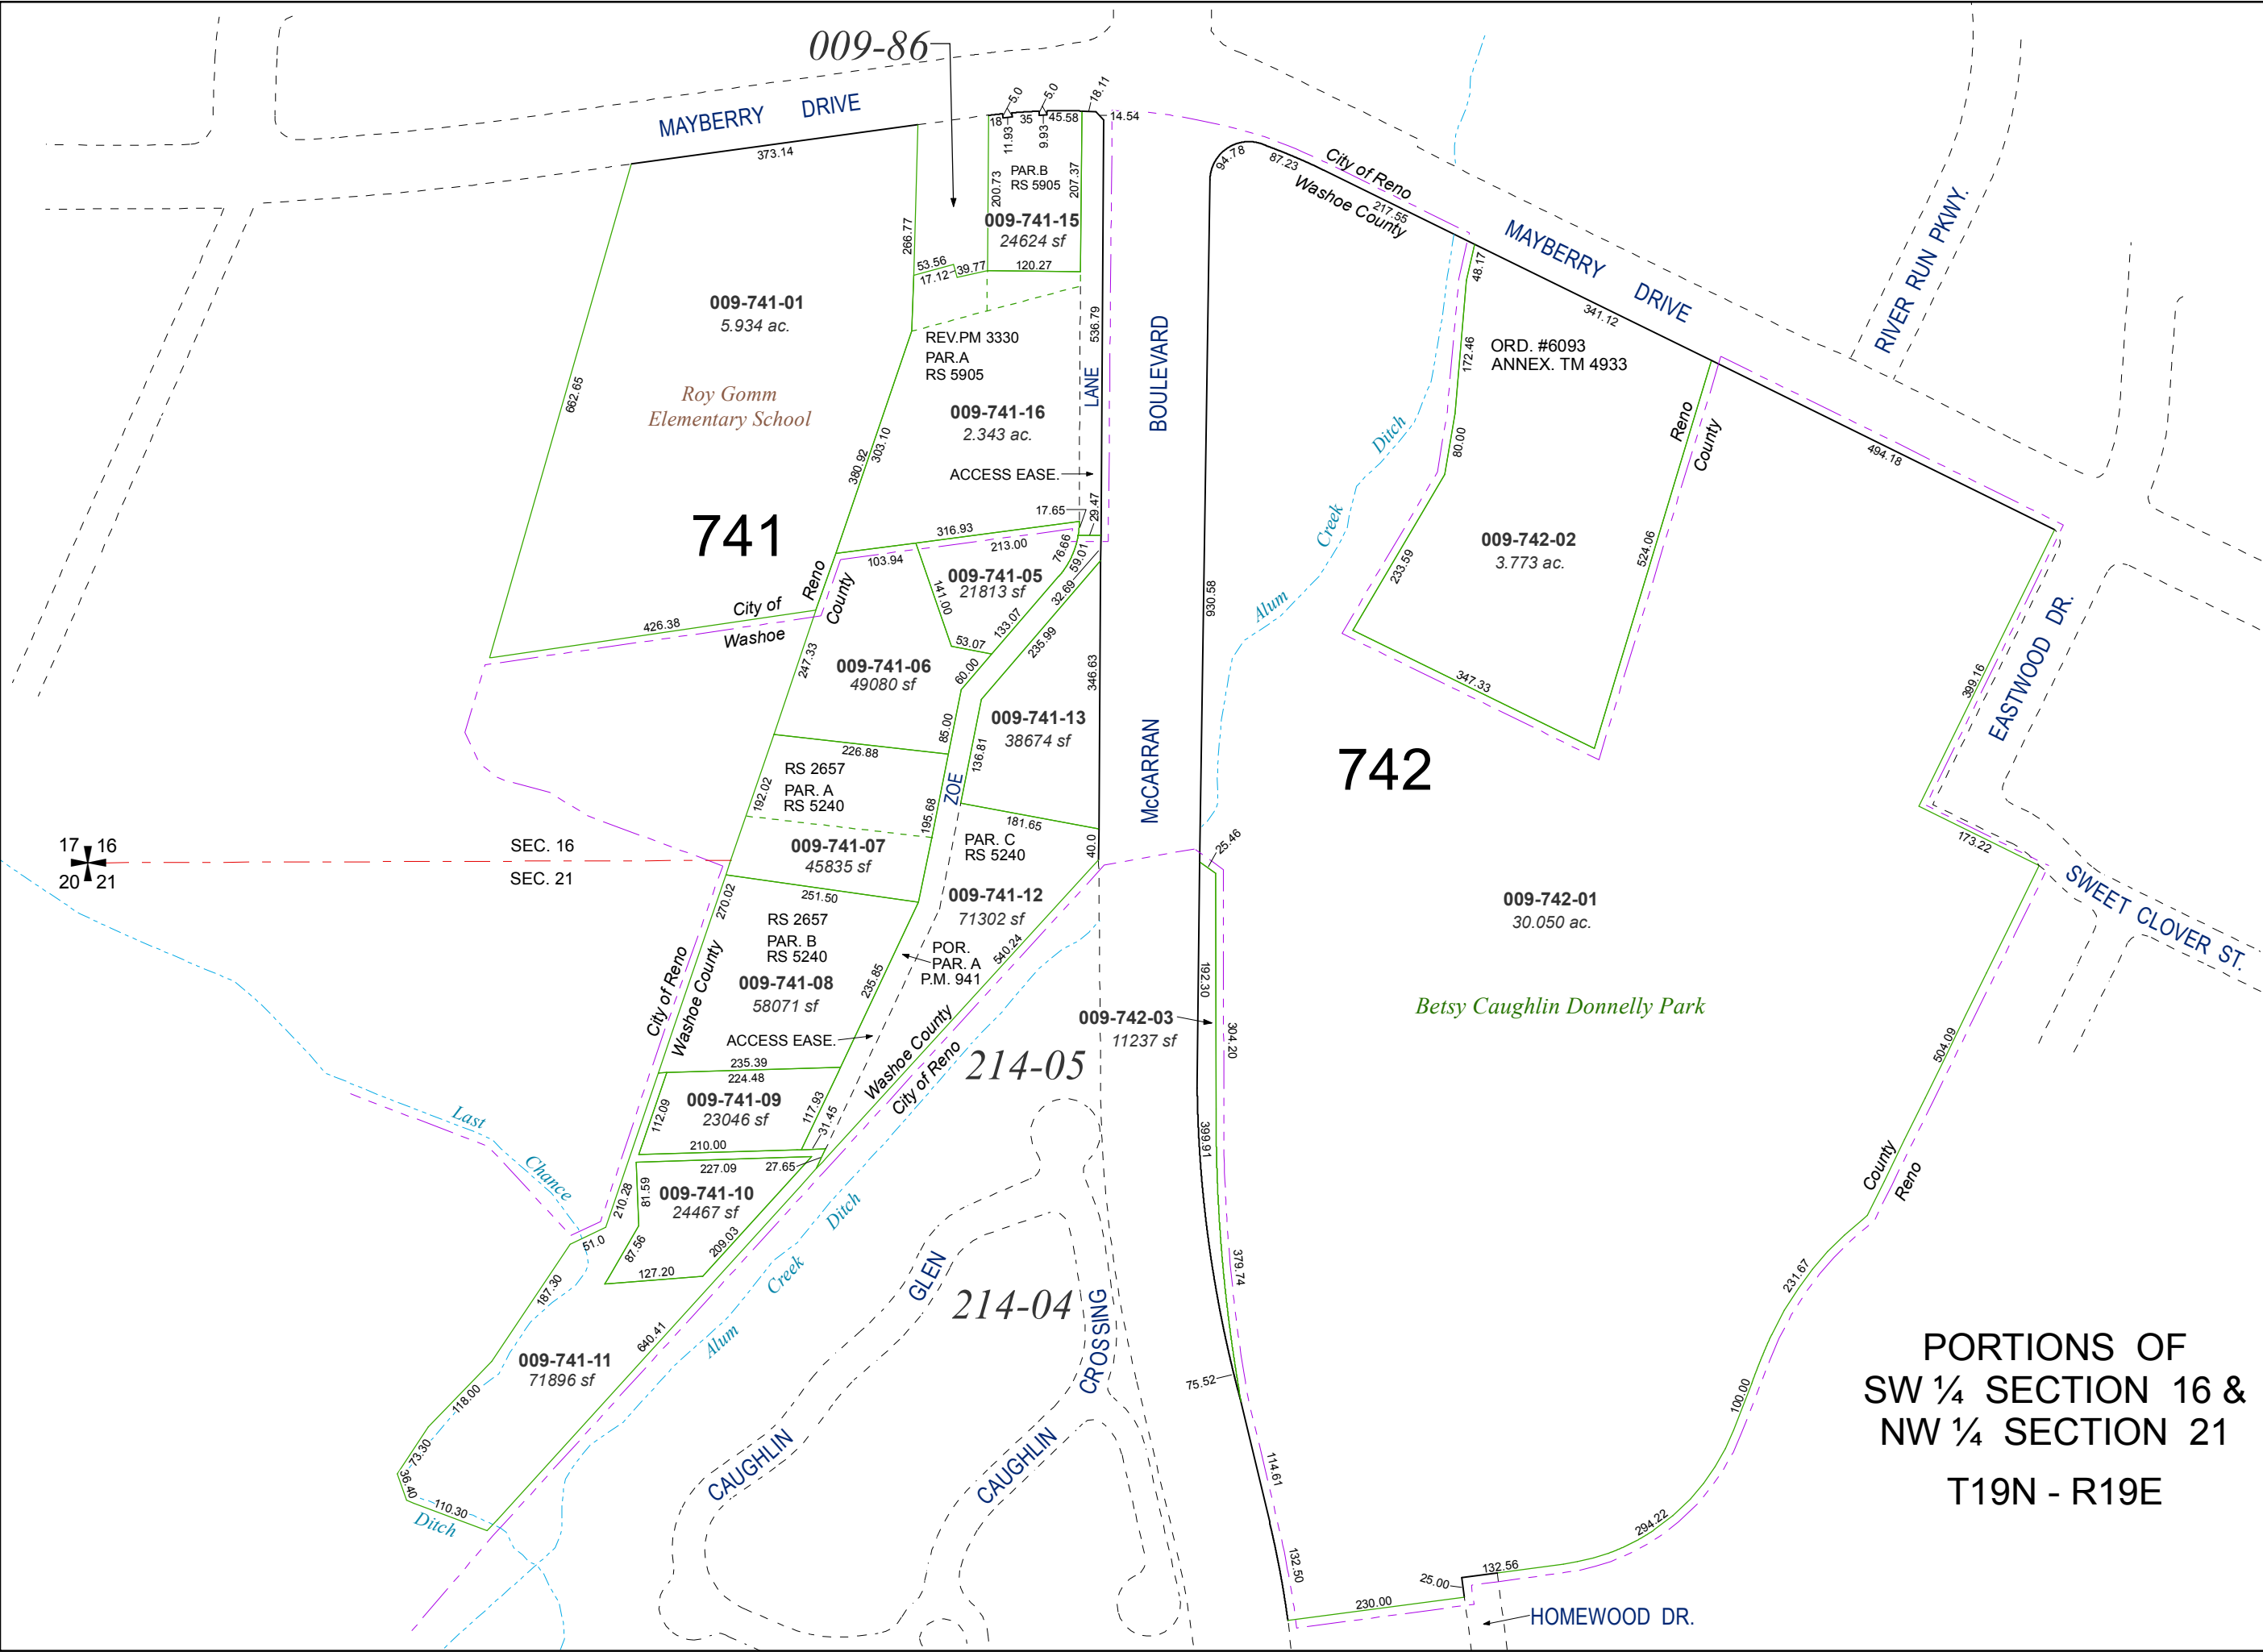 009-86
MAYBERRY DRIVE
373.14
18
5.0
35
5.0
45.58
18.11
14.54
11.93
9.93
PAR.B
RS 5905
200.73
207.37
009-741-15
24624 sf
266.77
53.56
17.12
39.77
120.27
94.78
87.23
City of Reno
217.55
Washoe County
MAYBERRY DRIVE
RIVER RUN PKWY.
48.17
341.12
009-741-01
5.934 ac.
Roy Gomm
Elementary School
662.65
REV.PM 3330
PAR.A
RS 5905
536.79
LANE
BOULEVARD
009-741-16
2.343 ac.
380.92
303.10
ACCESS EASE.
172.46
ORD. #6093
ANNEX. TM 4933
80.00
Ditch
Creek
Alum
Reno
County
494.18
741
17.65
29.47
316.93
103.94
213.00
76.66
59.01
32.69
009-741-05
21813 sf
141.00
133.07
53.07
235.99
60.00
009-742-02
3.773 ac.
233.59
524.06
347.33
930.58
399.16
EASTWOOD DR.
City of
Reno
426.38
Washoe
County
247.33
009-741-06
49080 sf
346.63
85.00
226.88
009-741-13
38674 sf
136.81
McCARRAN
742
RS 2657
PAR. A
RS 5240
192.02
195.68
ZOE
181.65
40.0
25.46
173.22
SWEET CLOVER ST.
17 16
20 21
SEC. 16
SEC. 21
009-741-07
45835 sf
PAR. C
RS 5240
009-741-12
71302 sf
270.02
251.50
RS 2657
PAR. B
RS 5240
009-741-08
58071 sf
235.85
POR.
PAR. A
P.M. 941
540.24
City of Reno
Washoe County
ACCESS EASE.
Washoe County
City of Reno
009-742-01
30.050 ac.
Betsy Caughlin Donnelly Park
192.30
009-742-03
11237 sf
304.20
214-05
504.09
235.39
224.48
009-741-09
23046 sf
112.09
117.93
31.45
210.00
399.91
Last
Chance
227.09
27.65
009-741-10
24467 sf
210.28
81.59
87.56
209.03
127.20
51.0
187.30
Ditch
Creek
Alum
County
Reno
231.67
GLEN
214-04
CROSSING
379.74
75.52
640.41
009-741-11
71896 sf
118.00
73.30
36.40
110.30
Ditch
CAUGHLIN
CAUGHLIN
114.61
100.00
294.22
132.50
132.56
25.00
230.00
HOMEWOOD DR.
PORTIONS OF
SW ¼ SECTION 16 &
NW ¼ SECTION 21
T19N - R19E